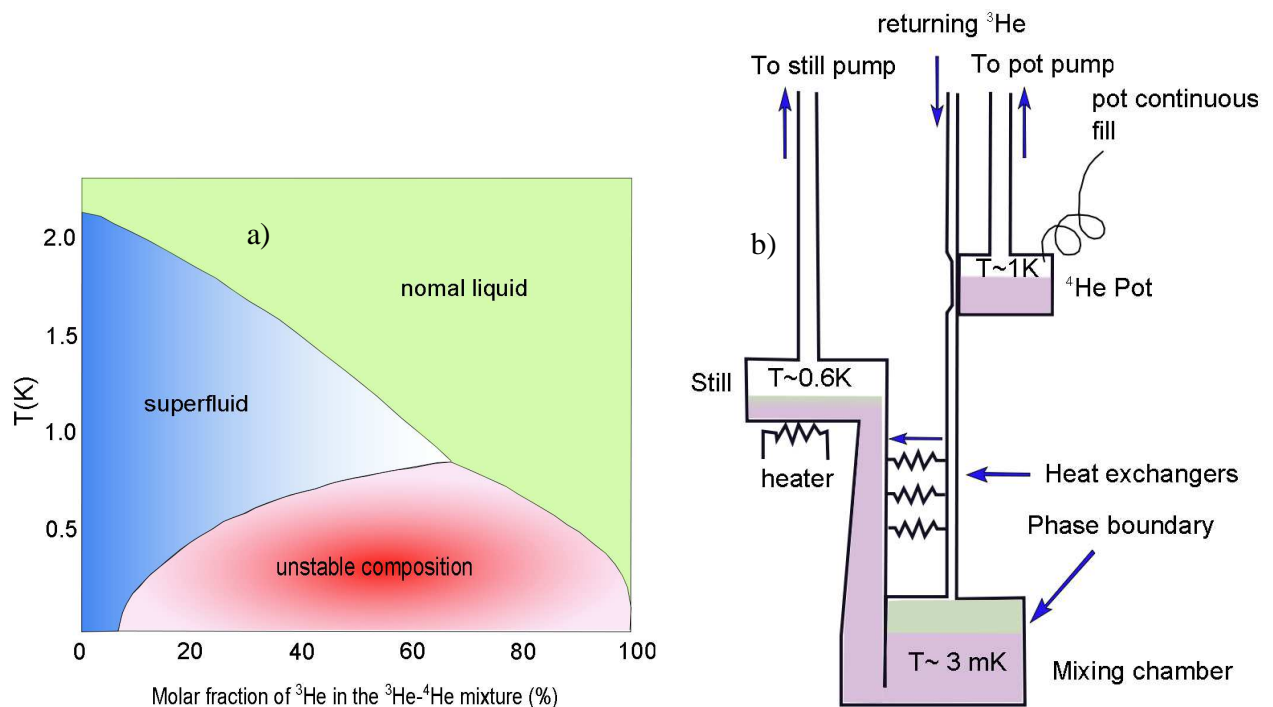 a)
2.0
1.5
1.0
0.5
T(K)
nomal liquid
superfluid
unstable composition
0
20
40
60
80
100
Molar fraction of ³He in the ³He-⁴He mixture (%)
b)
returning ³He
To still pump
To pot pump
pot continuous
fill
T~1K
⁴He Pot
Still
T~0.6K
heater
Heat exchangers
Phase boundary
T~ 3 mK
Mixing chamber